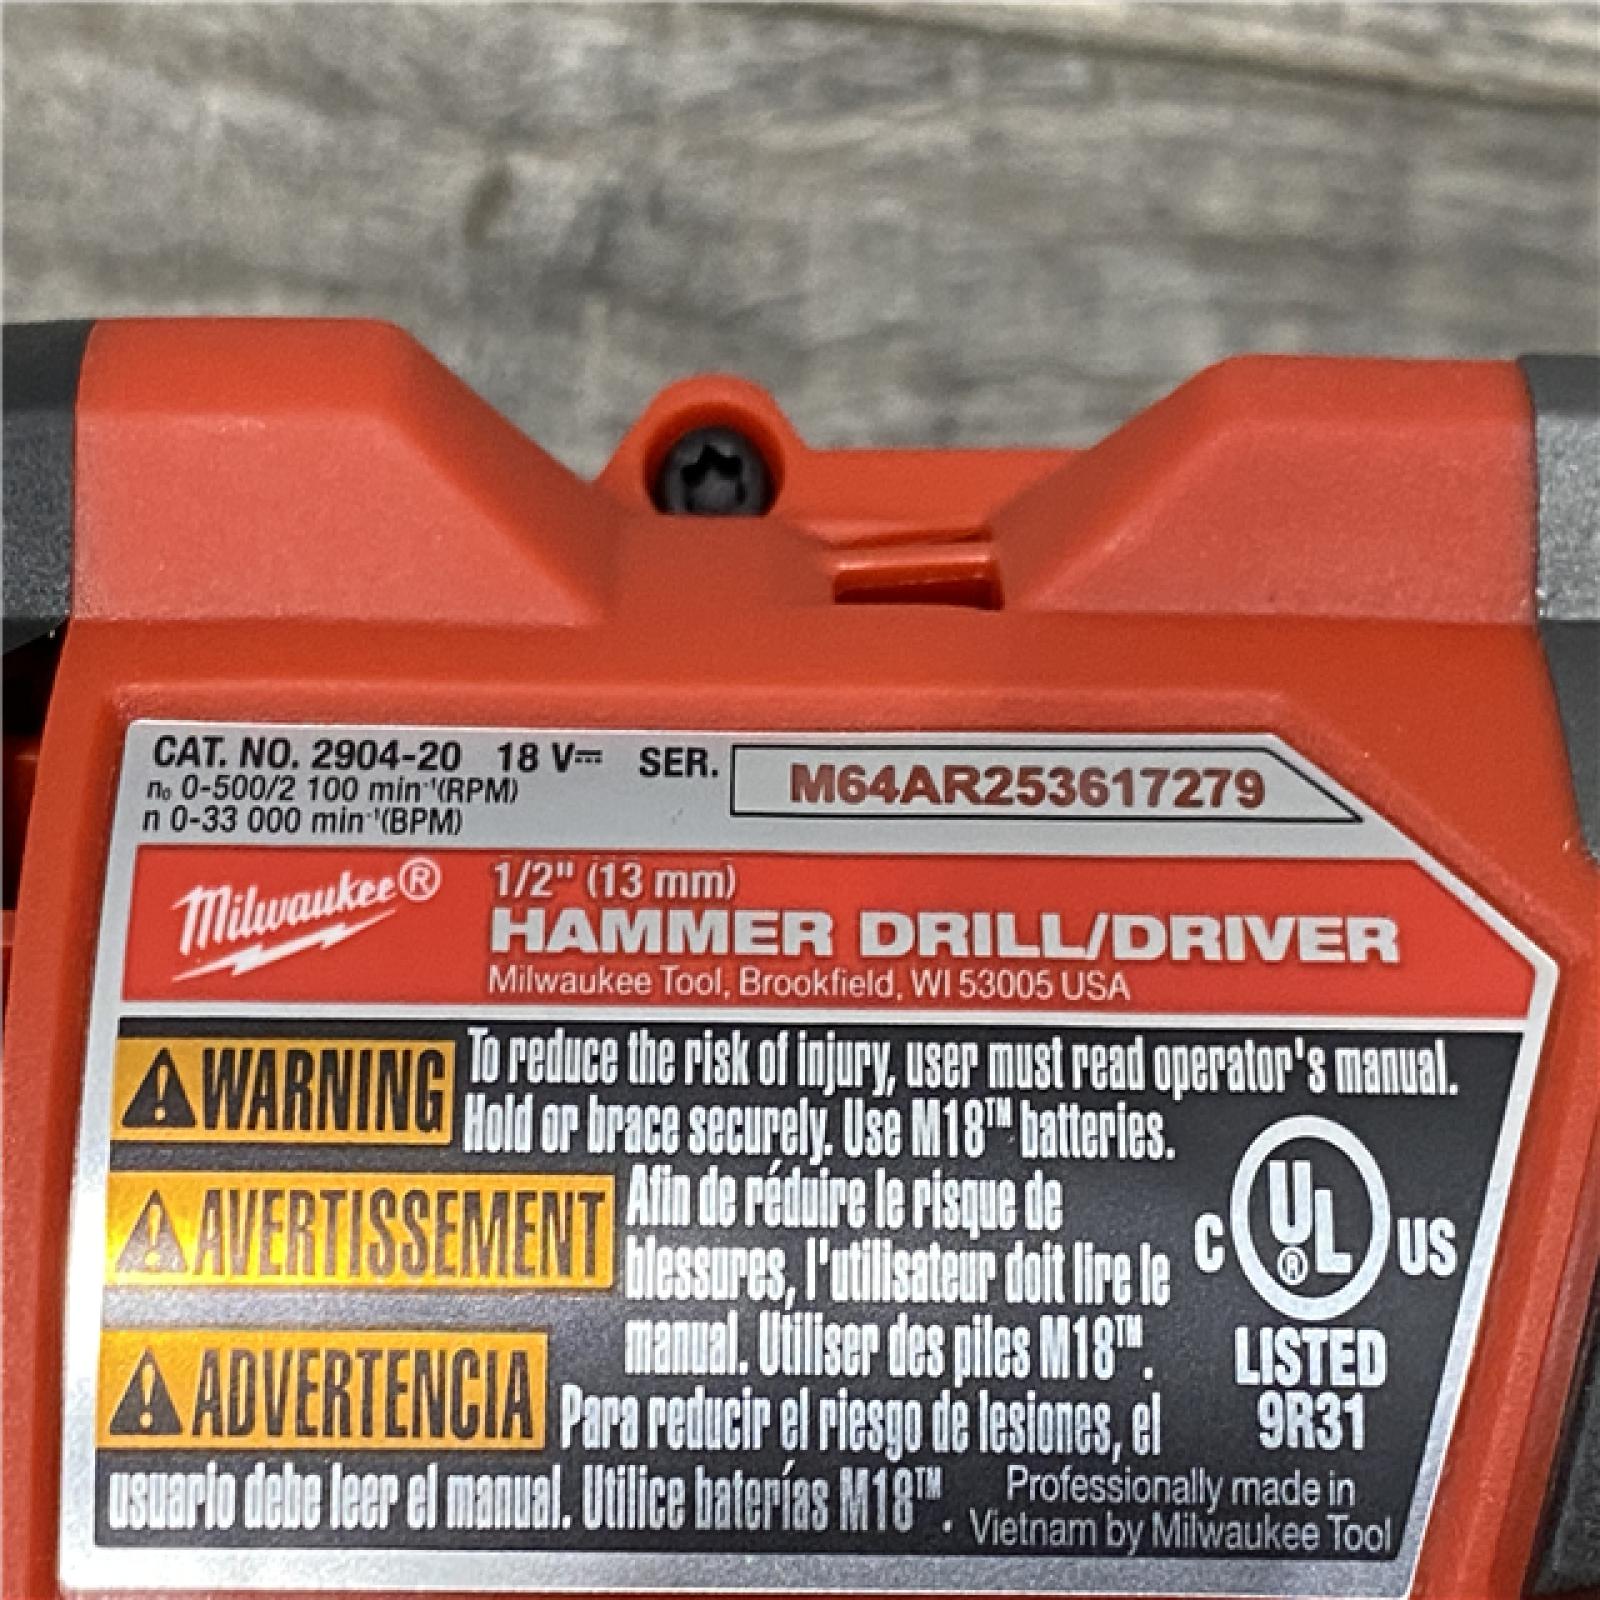 CAT. NO. 2904-20 18 V⎓ SER. M64AR253617279
n₀ 0-500/2 100 min⁻¹(RPM)
n 0-33 000 min⁻¹(BPM)
Milwaukee®
1/2" (13 mm)
HAMMER DRILL/DRIVER
Milwaukee Tool, Brookfield, WI 53005 USA
WARNING To reduce the risk of injury, user must read operator's manual.
Hold or brace securely. Use M18™ batteries.
AVERTISSEMENT Afin de réduire le risque de
blessures, l'utilisateur doit lire le
manual. Utiliser des piles M18™.
ADVERTENCIA Para reducir el riesgo de lesiones, el
usuario debe leer el manual. Utilice baterías M18™.
C UL® US
LISTED
9R31
Professionally made in
Vietnam by Milwaukee Tool